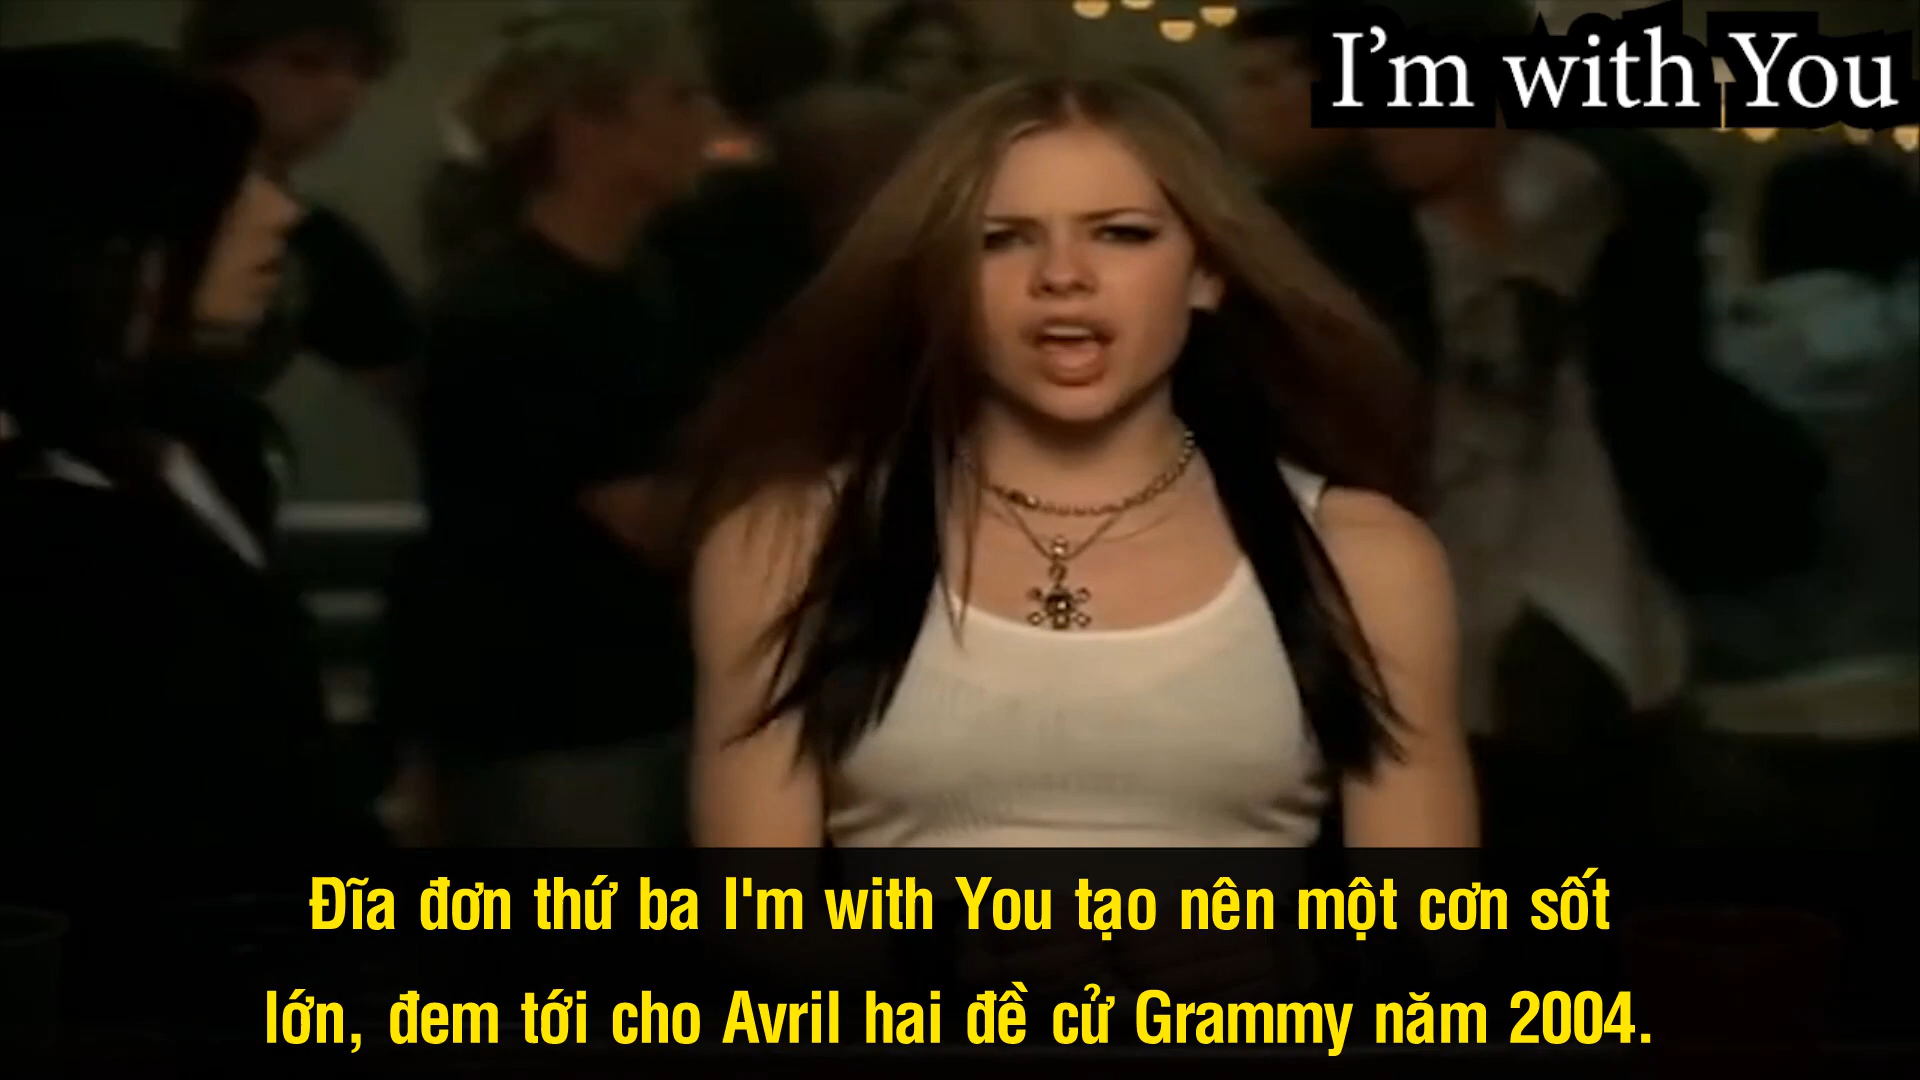 I'm with You
Đĩa đơn thứ ba I'm with You tạo nên một cơn sốt
lớn, đem tới cho Avril hai đề cử Grammy năm 2004.